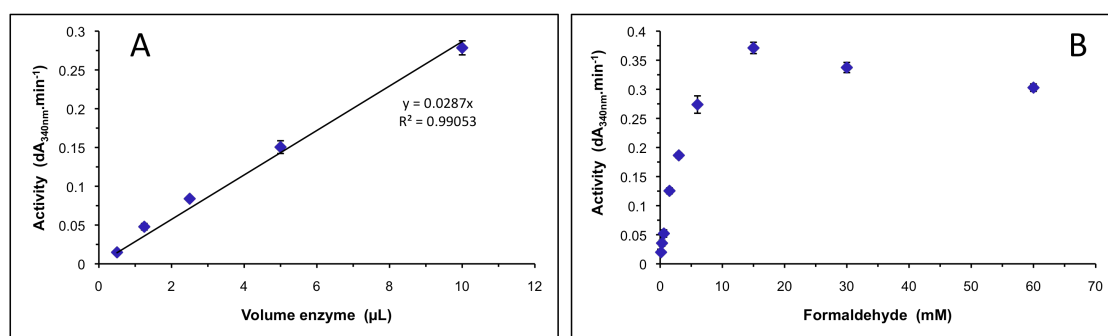 A
0.3
0.25
0.2
0.15
0.1
0.05
0
Activity (dA340nm.min-1)
y = 0.0287x
R² = 0.99053
0 2 4 6 8 10 12
Volume enzyme (µL)
B
0.4
0.35
0.3
0.25
0.2
0.15
0.1
0.05
0
Activity (dA340nm.min-1)
0 10 20 30 40 50 60 70
Formaldehyde (mM)